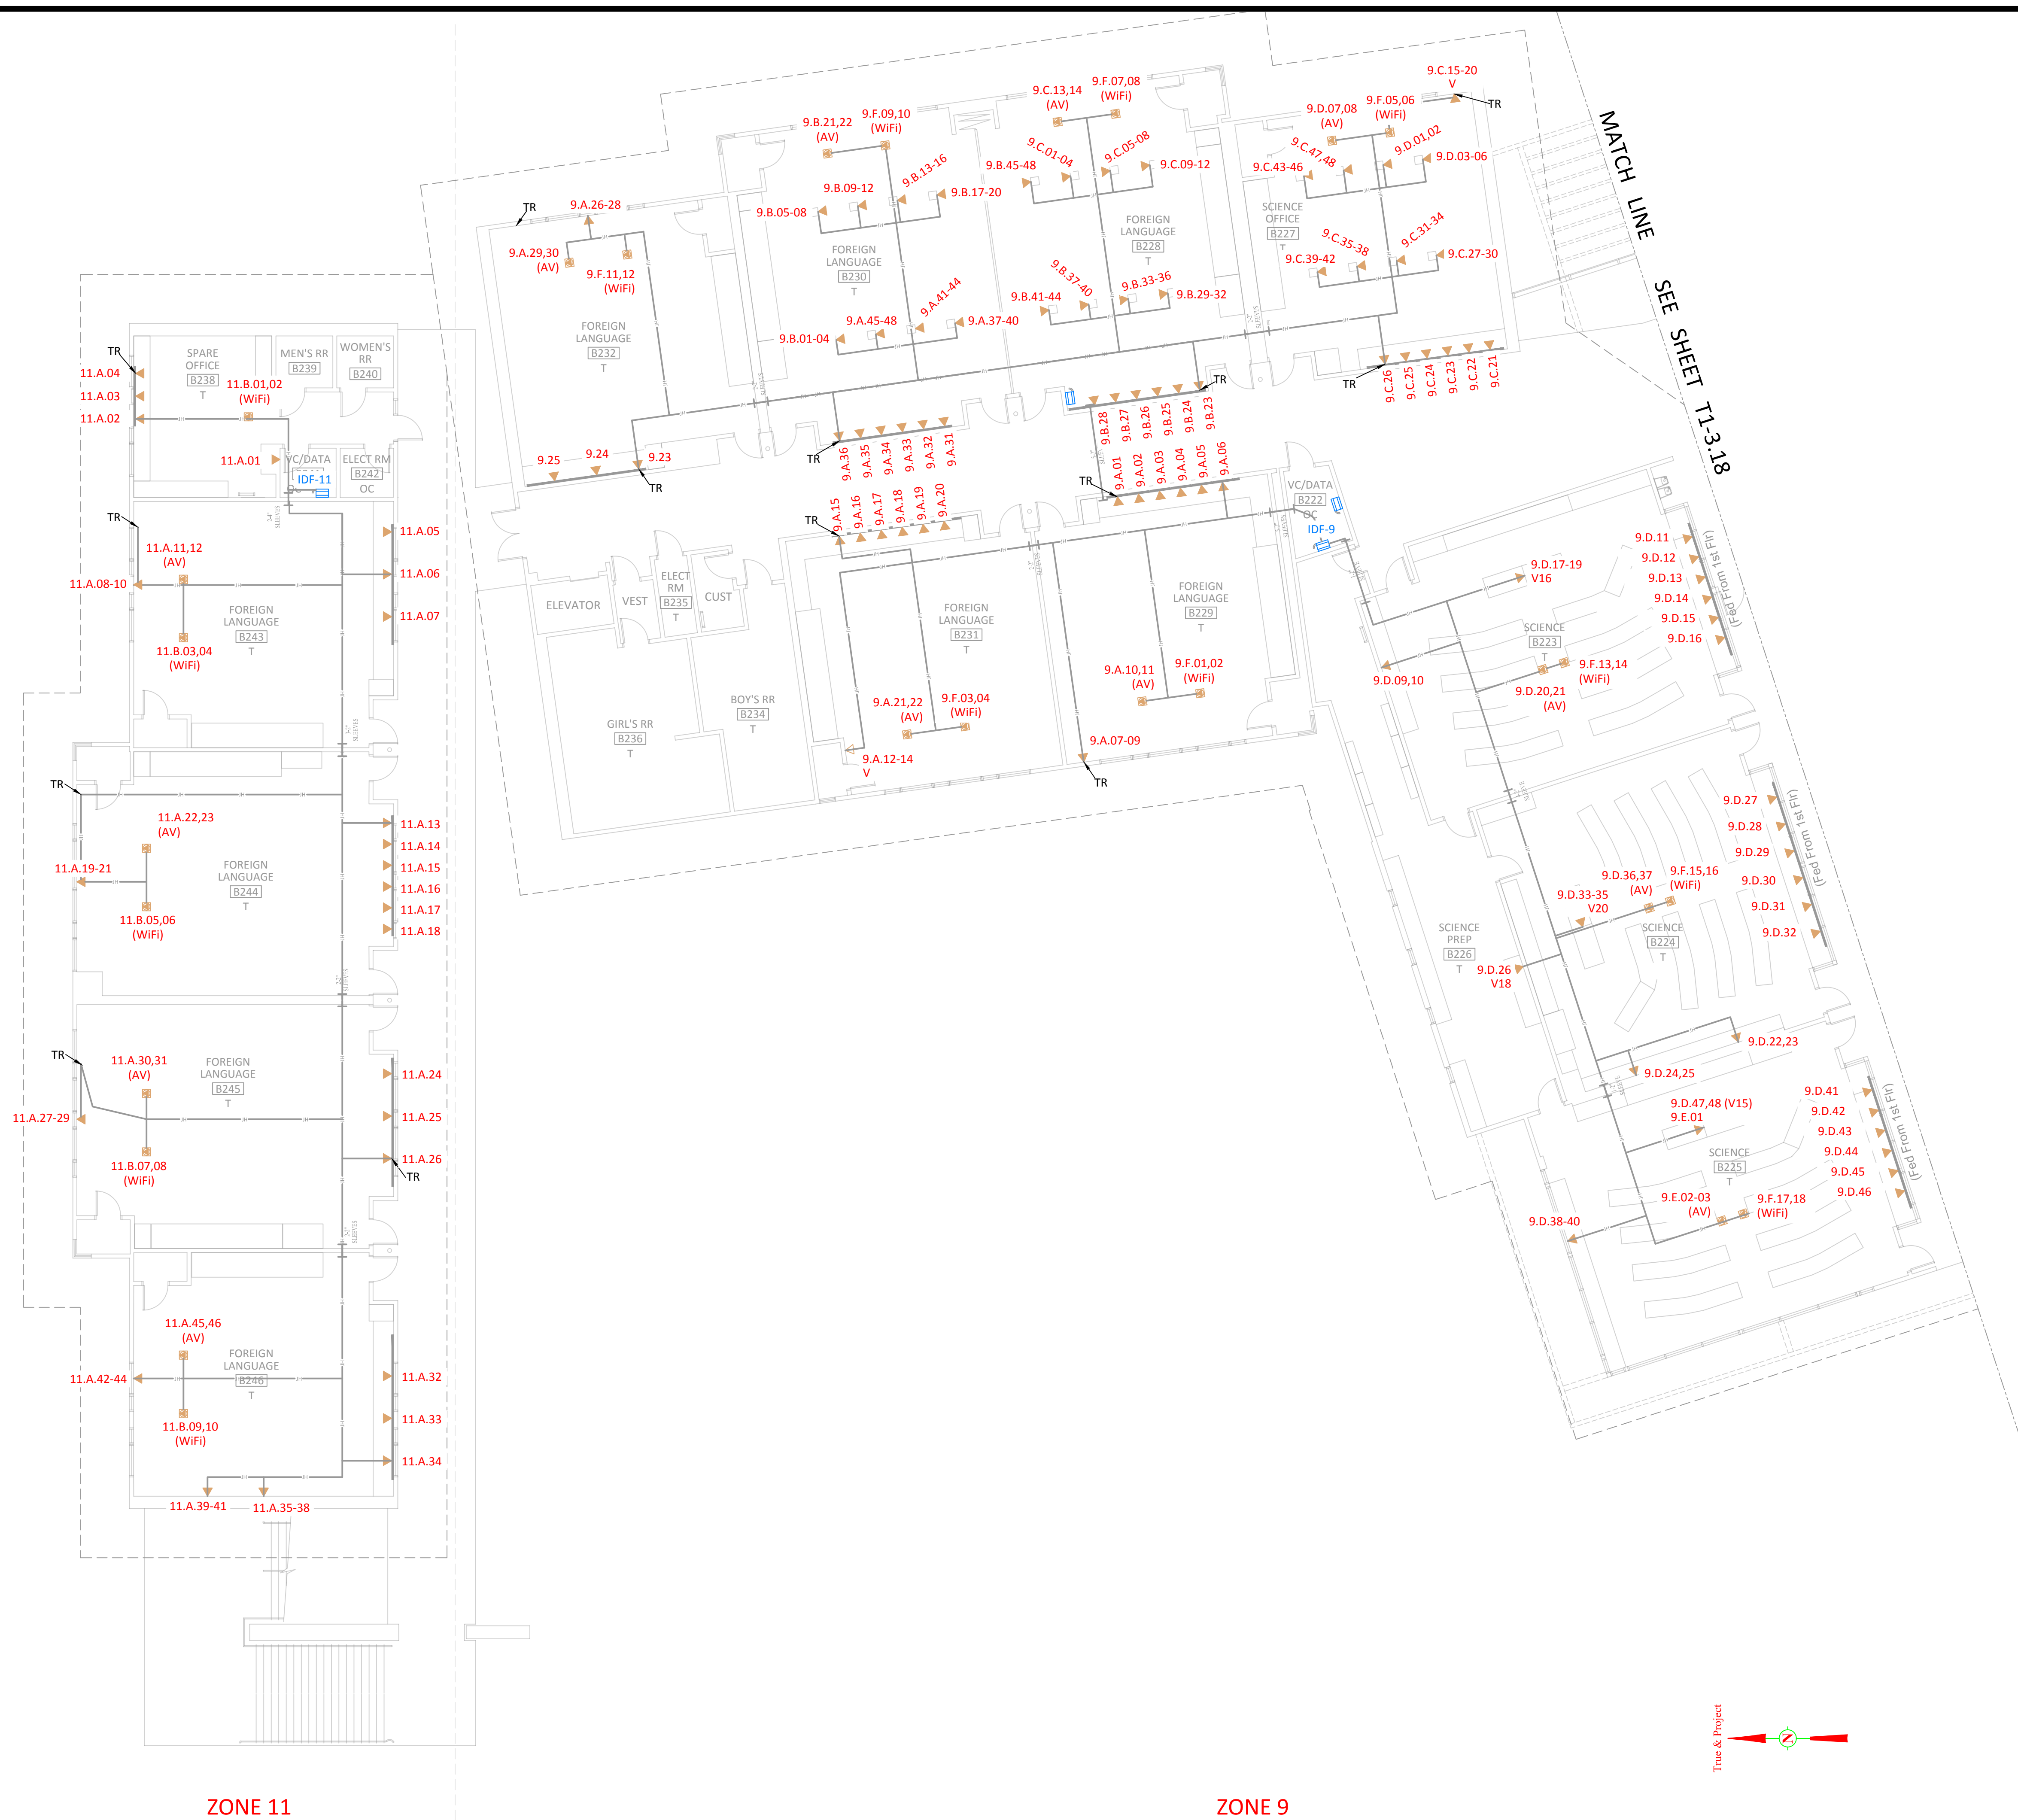 9.C.15-20
V
TR
9.C.13,14
(AV)
9.F.07,08
(WiFi)
9.D.07,08
(AV)
9.F.05,06
(WiFi)
9.B.21,22
(AV)
9.F.09,10
(WiFi)
MATCH LINE SEE SHEET T1-3.18
9.B.45-48
9.C.01-04
9.C.05-08
9.C.09-12
9.C.43-46
9.C.47,48
9.D.01,02
9.D.03-06
9.B.05-08
9.B.09-12
9.B.13-16
9.B.17-20
TR
9.A.26-28
9.A.29,30
(AV)
9.F.11,12
(WiFi)
FOREIGN
LANGUAGE
B232
T
FOREIGN
LANGUAGE
B230
T
FOREIGN
LANGUAGE
B228
T
SCIENCE
OFFICE
B227
T
9.C.39-42
9.C.35-38
9.C.31-34
9.C.27-30
9.B.41-44
9.B.37-40
9.B.33-36
9.B.29-32
9.B.01-04
9.A.45-48
9.A.41-44
9.A.37-40
9.25
9.24
9.23
TR
TR
9.A.36
9.A.35
9.A.34
9.A.33
9.A.32
9.A.31
TR
9.B.28
9.B.27
9.B.26
9.B.25
9.B.24
9.B.23
TR
9.C.26
9.C.25
9.C.24
9.C.23
9.C.22
9.C.21
TR
9.A.15
9.A.16
9.A.17
9.A.18
9.A.19
9.A.20
TR
9.A.01
9.A.02
9.A.03
9.A.04
9.A.05
9.A.06
VC/DATA
B222
OC
IDF-9
ELEVATOR
VEST
ELECT
RM
B235
T
CUST
GIRL'S RR
B236
T
BOY'S RR
B234
T
FOREIGN
LANGUAGE
B231
T
FOREIGN
LANGUAGE
B229
T
9.A.21,22
(AV)
9.F.03,04
(WiFi)
9.A.12-14
V
9.A.10,11
(AV)
9.F.01,02
(WiFi)
9.A.07-09
TR
9.D.17-19
V16
9.D.09,10
SCIENCE
B223
T
9.D.20,21
(AV)
9.F.13,14
(WiFi)
9.D.11
9.D.12
9.D.13
9.D.14
9.D.15
9.D.16
(Fed From 1st Flr)
SCIENCE
PREP
B226
T
9.D.26
V18
9.D.33-35
V20
9.D.36,37
(AV)
9.F.15,16
(WiFi)
SCIENCE
B224
T
9.D.27
9.D.28
9.D.29
9.D.30
9.D.31
9.D.32
(Fed From 1st Flr)
9.D.22,23
9.D.24,25
9.D.47,48 (V15)
9.E.01
SCIENCE
B225
T
9.E.02-03
(AV)
9.F.17,18
(WiFi)
9.D.38-40
9.D.41
9.D.42
9.D.43
9.D.44
9.D.45
9.D.46
(Fed From 1st Flr)
TR
11.A.04
11.A.03
11.A.02
SPARE
OFFICE
B238
T
MEN'S RR
B239
WOMEN'S
RR
B240
11.B.01,02
(WiFi)
11.A.01
VC/DATA
IDF-11
ELECT RM
B242
OC
SLEEVES
TR
11.A.11,12
(AV)
11.A.08-10
11.B.03,04
(WiFi)
FOREIGN
LANGUAGE
B243
T
11.A.05
11.A.06
11.A.07
SLEEVES
TR
11.A.22,23
(AV)
11.A.19-21
11.B.05,06
(WiFi)
FOREIGN
LANGUAGE
B244
T
11.A.13
11.A.14
11.A.15
11.A.16
11.A.17
11.A.18
SLEEVES
TR
11.A.30,31
(AV)
11.A.27-29
11.B.07,08
(WiFi)
FOREIGN
LANGUAGE
B245
T
11.A.24
11.A.25
11.A.26
TR
SLEEVES
11.A.45,46
(AV)
11.A.42-44
11.B.09,10
(WiFi)
FOREIGN
LANGUAGE
B246
T
11.A.32
11.A.33
11.A.34
11.A.39-41
11.A.35-38
True & Project
N
ZONE 11
ZONE 9